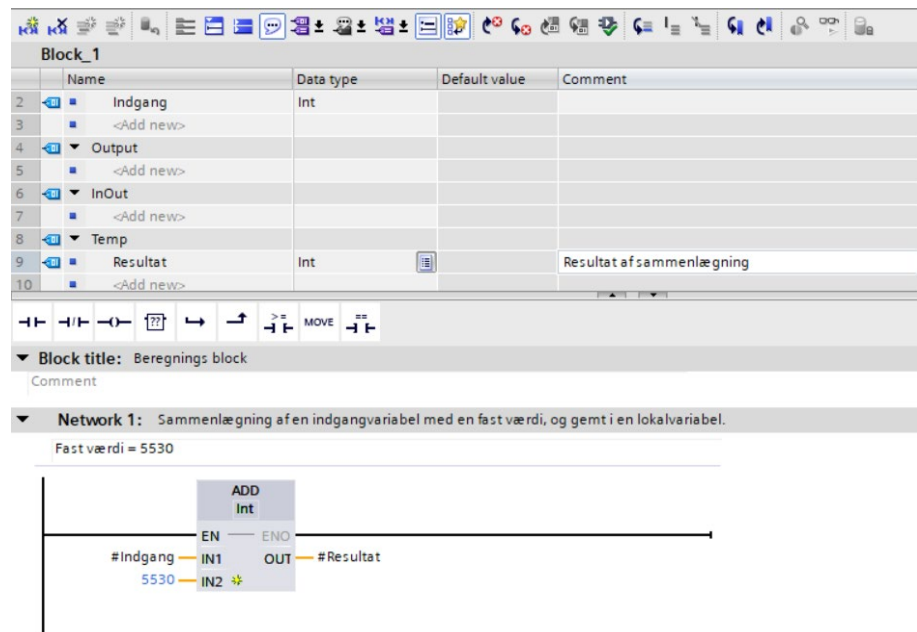 Block_1
Name Data type Default value Comment
2 Indgang Int
3 <Add new>
4 Output
5 <Add new>
6 InOut
7 <Add new>
8 Temp
9 Resultat Int Resultat af sammenlægning
10 <Add new>
?? >= MOVE ==
Block title: Beregnings block
Comment
Network 1: Sammenlægning af en indgangvariabel med en fast værdi, og gemt i en lokalvariabel.
Fast værdi = 5530
ADD
Int
EN ENO
#Indgang IN1 OUT #Resultat
5530 IN2